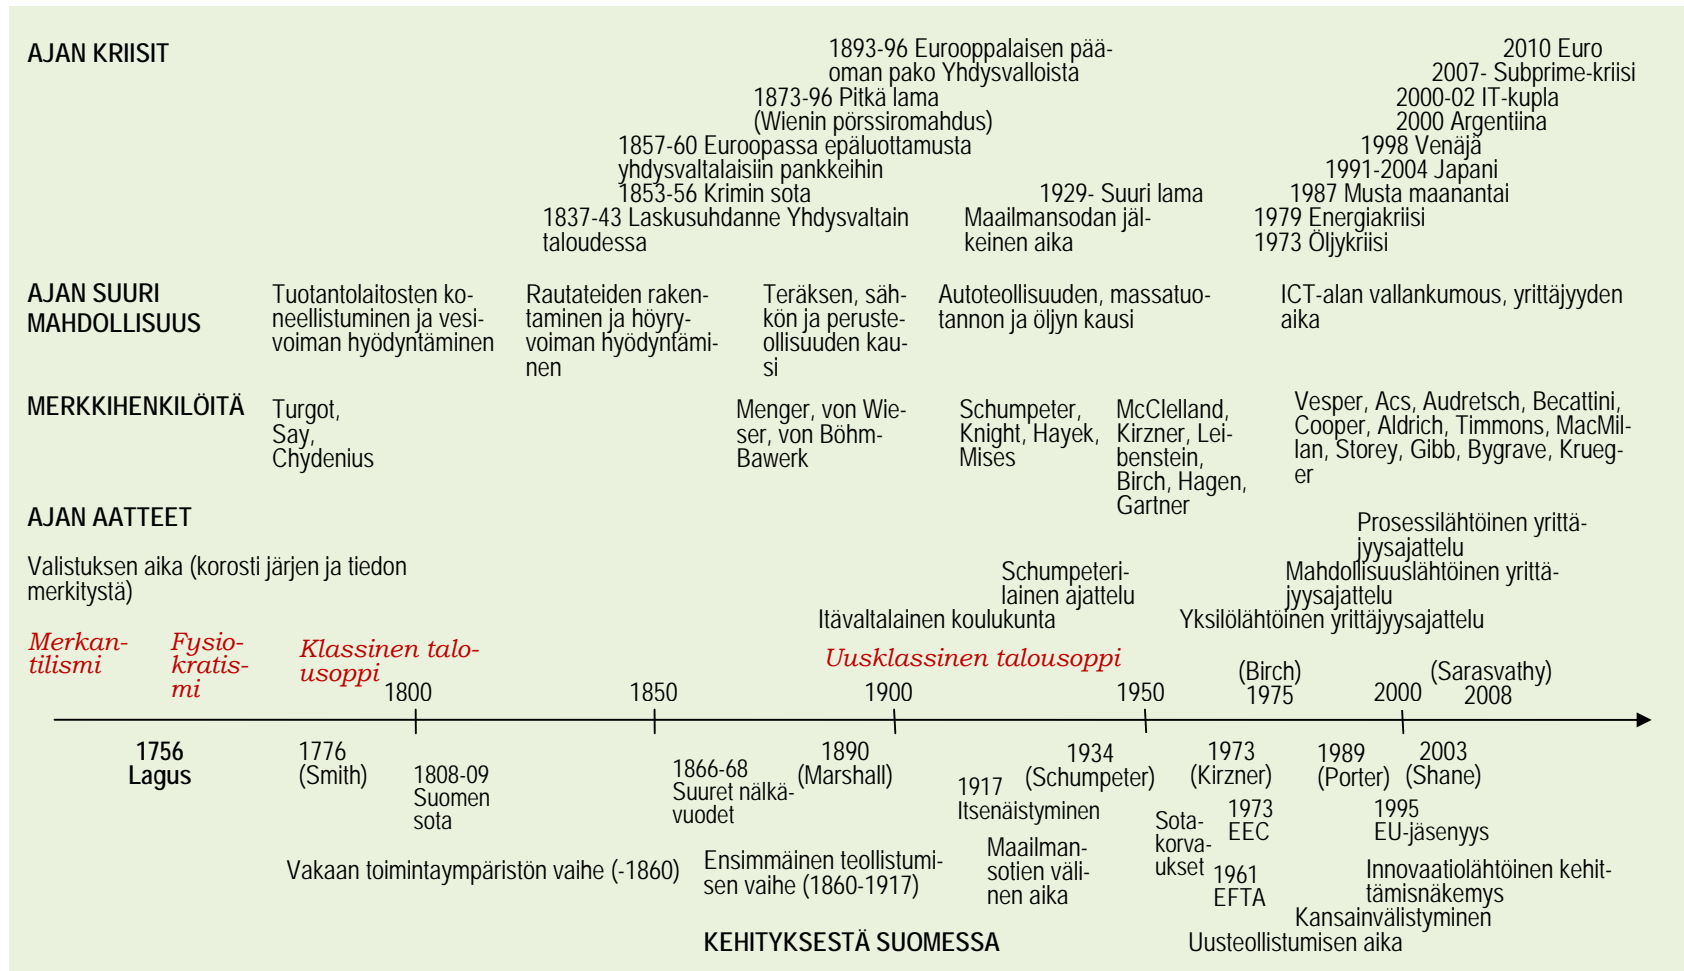 AJAN KRIISIT
1893-96 Eurooppalaisen pää-
oman pako Yhdysvalloista
1873-96 Pitkä lama
(Wienin pörssiromahdus)
1857-60 Euroopassa epäluottamusta
yhdysvaltalaisiin pankkeihin
1853-56 Krimin sota
1837-43 Laskusuhdanne Yhdysvaltain
taloudessa
1929- Suuri lama
Maailmansodan jäl-
keinen aika
2010 Euro
2007- Subprime-kriisi
2000-02 IT-kupla
2000 Argentiina
1998 Venäjä
1991-2004 Japani
1987 Musta maanantai
1979 Energiakriisi
1973 Öljykriisi
AJAN SUURI
MAHDOLLISUUS
Tuotantolaitosten ko-
neellistuminen ja vesi-
voiman hyödyntäminen
Rautateiden raken-
taminen ja höyry-
voiman hyödyntämi-
nen
Teräksen, säh-
kön ja peruste-
ollisuuden kau-
si
Autoteollisuuden, massatuo-
tannon ja öljyn kausi
ICT-alan vallankumous, yrittäjyyden
aika
MERKKIHENKILÖITÄ
Turgot,
Say,
Chydenius
Menger, von Wie-
ser, von Böhm-
Bawerk
Schumpeter,
Knight, Hayek,
Mises
McClelland,
Kirzner, Lei-
benstein,
Birch, Hagen,
Gartner
Vesper, Acs, Audretsch, Becattini,
Cooper, Aldrich, Timmons, MacMil-
lan, Storey, Gibb, Bygrave, Krueg-
er
AJAN AATTEET
Valistuksen aika (korosti järjen ja tiedon
merkitystä)
Prosessilähtöinen yrittä-
jyysajattelu
Schumpeteri-
lainen ajattelu
Mahdollisuuslähtöinen yrittä-
jyysajattelu
Itävaltalainen koulukunta
Yksilölähtöinen yrittäjyysajattelu
Merkan-
tilismi
Fysio-
kratis-
mi
Klassinen talo-
usoppi
Uusklassinen talousoppi
(Birch)
1975
(Sarasvathy)
2008
1800
1850
1900
1950
2000
1756
Lagus
1776
(Smith)
1808-09
Suomen
sota
1866-68
Suuret nälkä-
vuodet
1890
(Marshall)
1917
Itsenäistyminen
1934
(Schumpeter)
1973
(Kirzner)
1989
(Porter)
2003
(Shane)
Sota-
korva-
ukset
1973
EEC
1961
EFTA
1995
EU-jäsenyys
Vakaan toimintaympäristön vaihe (-1860)
Ensimmäinen teollistumi-
sen vaihe (1860-1917)
Maailman-
sotien väli-
nen aika
Innovaatiolähtöinen kehit-
tämisnäkemys
Kansainvälistyminen
Uusteollistumisen aika
KEHITYKSESTÄ SUOMESSA